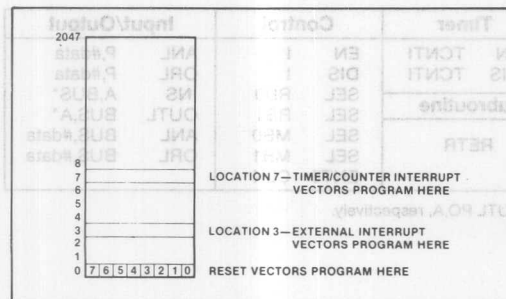 2047
8
7
LOCATION 7—TIMER/COUNTER INTERRUPT
VECTORS PROGRAM HERE
6
5
4
3
LOCATION 3—EXTERNAL INTERRUPT
VECTORS PROGRAM HERE
2
1
0 7 6 5 4 3 2 1 0 RESET VECTORS PROGRAM HERE